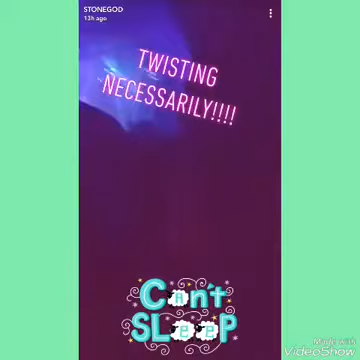 STONEGOD
13h ago
TWISTING
NECESSARILY!!!!
Can't
SLeeP
Made with
VideoShow